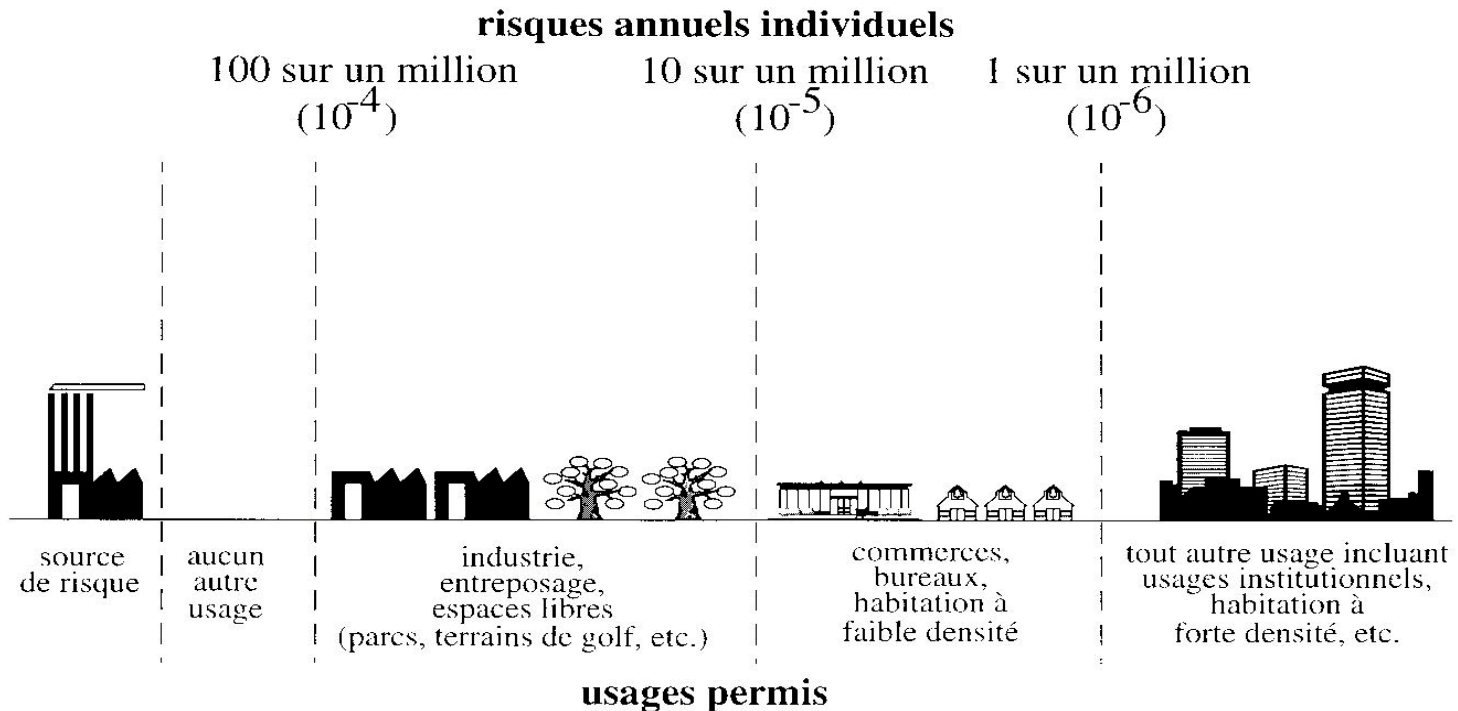 risques annuels individuels
100 sur un million
(10⁻⁴)
10 sur un million
(10⁻⁵)
1 sur un million
(10⁻⁶)
source
de risque
aucun
autre
usage
industrie,
entreposage,
espaces libres
(parcs, terrains de golf, etc.)
commerces,
bureaux,
habitation à
faible densité
tout autre usage incluant
usages institutionnels,
habitation à
forte densité, etc.
usages permis